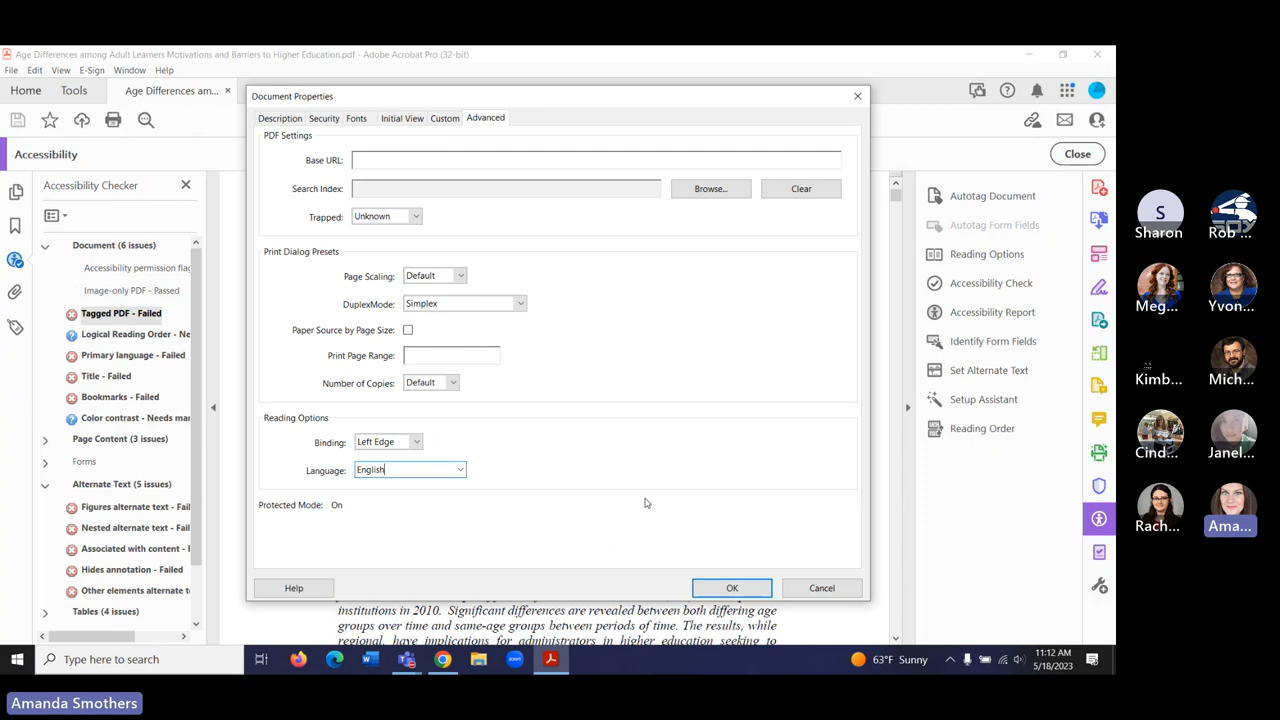 Age Differences among Adult Learners Motivations and Barriers to Higher Education.pdf - Adobe Acrobat Pro (32-bit)
File Edit View E-Sign Window Help
Home Tools Age Differences am...
Accessibility
Close
Accessibility Checker
Document (6 issues)
Accessibility permission flag
Image-only PDF - Passed
Tagged PDF - Failed
Logical Reading Order - Ne
Primary language - Failed
Title - Failed
Bookmarks - Failed
Color contrast - Needs mar
Page Content (3 issues)
Forms
Alternate Text (5 issues)
Figures alternate text - Fail
Nested alternate text - Fail
Associated with content - F
Hides annotation - Failed
Other elements alternate te
Tables (4 issues)
Document Properties
Description Security Fonts Initial View Custom Advanced
PDF Settings
Base URL:
Search Index: Browse... Clear
Trapped: Unknown
Print Dialog Presets
Page Scaling: Default
DuplexMode: Simplex
Paper Source by Page Size:
Print Page Range:
Number of Copies: Default
Reading Options
Binding: Left Edge
Language: English
Protected Mode: On
Help OK Cancel
institutions in 2010. Significant differences are revealed between both differing age
groups over time and same-age groups between periods of time. The results, while
regional, have implications for administrators in higher education seeking to
Autotag Document
Autotag Form Fields
Reading Options
Accessibility Check
Accessibility Report
Identify Form Fields
Set Alternate Text
Setup Assistant
Reading Order
S
Sharon
Rob ...
Meg...
Yvon...
Kimb...
Mich...
Cind...
Janel...
Rach...
Ama...
Type here to search
63°F Sunny
11:12 AM
5/18/2023
Amanda Smothers